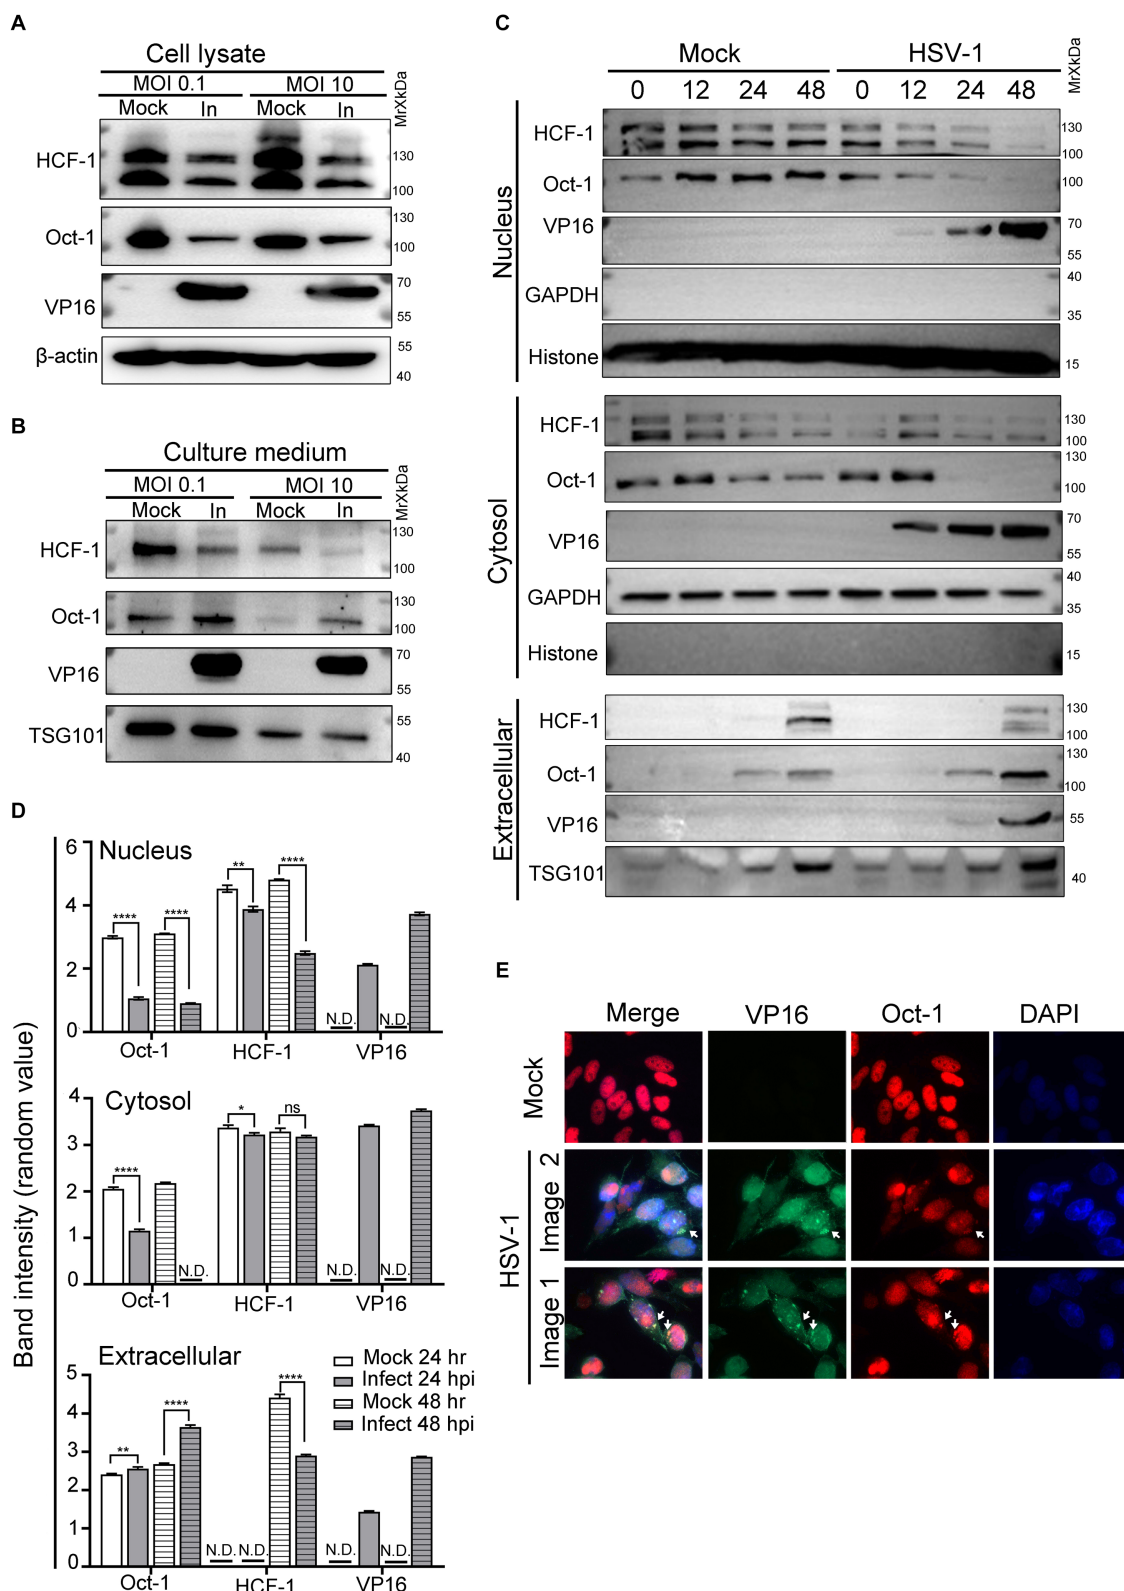 A
Cell lysate
MOI 0.1 MOI 10
Mock In Mock In
MrXkDa
HCF-1 130 100
Oct-1 130 100
VP16 70 55
β-actin 55 40
B
Culture medium
MOI 0.1 MOI 10
Mock In Mock In
MrXkDa
HCF-1 130 100
Oct-1 130 100
VP16 70 55
TSG101 55 40
C
Mock HSV-1
0 12 24 48 0 12 24 48
MrXkDa
Nucleus
HCF-1 130 100
Oct-1 100
VP16 70 55
GAPDH 40 35
Histone 15
Cytosol
HCF-1 130 100
Oct-1 130 100
VP16 70 55
GAPDH 40 35
Histone 15
Extracellular
HCF-1 130 100
Oct-1 130 100
VP16 55
TSG101 40
D
Band intensity (random value)
Nucleus
6
4
2
0
**** **** ** **** N.D. N.D.
Oct-1 HCF-1 VP16
Cytosol
4
3
2
1
0
**** N.D. * ns N.D. N.D.
Oct-1 HCF-1 VP16
Extracellular
5
4
3
2
1
0
** **** N.D. N.D. **** N.D. N.D.
Oct-1 HCF-1 VP16
Mock 24 hr
Infect 24 hpi
Mock 48 hr
Infect 48 hpi
E
Merge VP16 Oct-1 DAPI
Mock
HSV-1
Image 2
Image 1